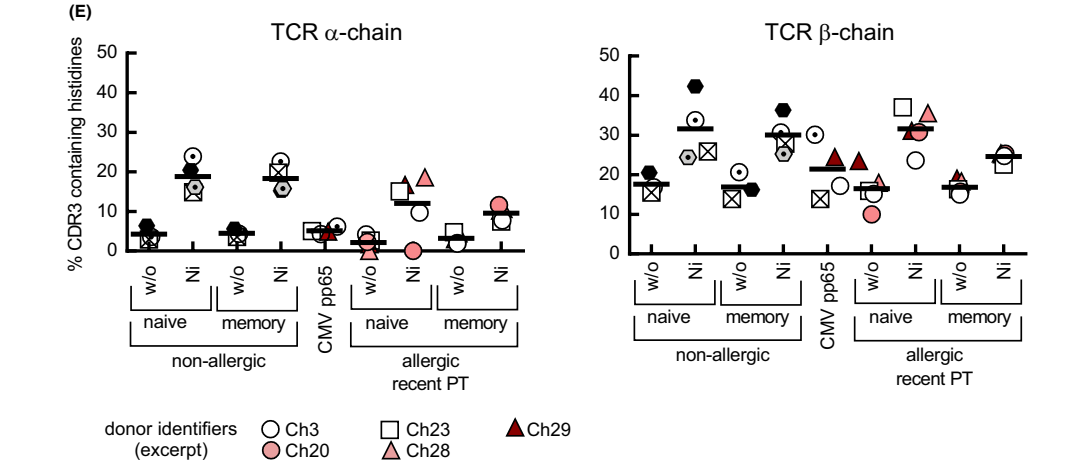 (E)
TCR α-chain
% CDR3 containing histidines
50
40
30
20
10
0
w/o Ni w/o Ni CMV pp65 w/o Ni w/o Ni
naive memory naive memory
non-allergic allergic
recent PT
TCR β-chain
50
40
30
20
10
0
w/o Ni w/o Ni CMV pp65 w/o Ni w/o Ni
naive memory naive memory
non-allergic allergic
recent PT
donor identifiers Ch3 Ch23 Ch29
(excerpt) Ch20 Ch28